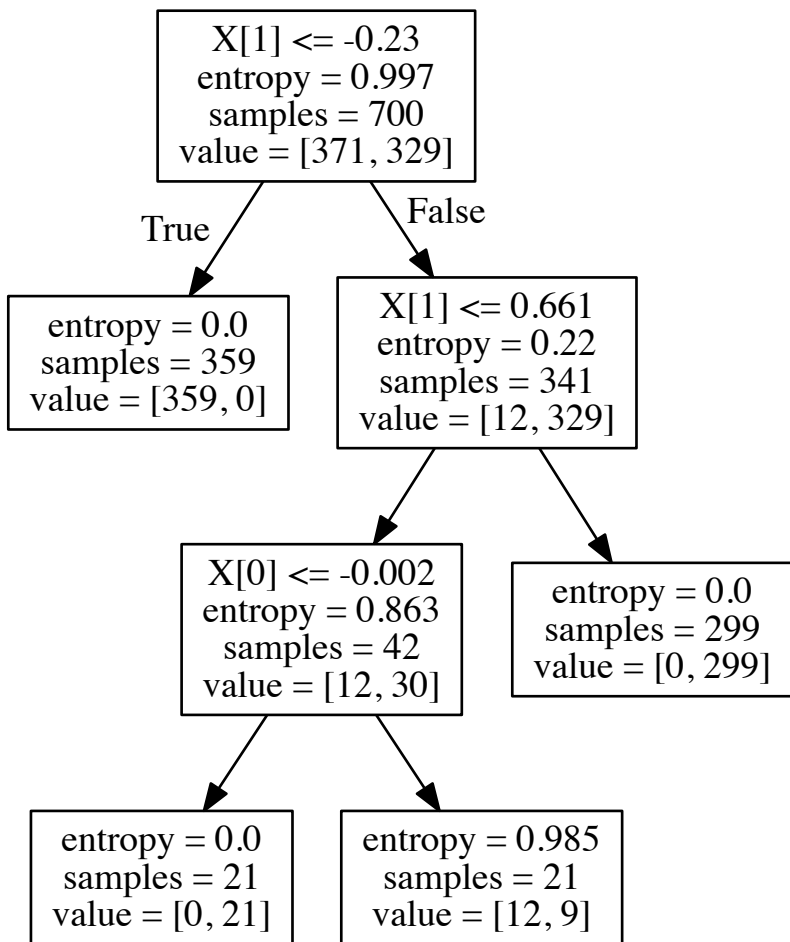 X[1] <= -0.23
entropy = 0.997
samples = 700
value = [371, 329]
True
False
entropy = 0.0
samples = 359
value = [359, 0]
X[1] <= 0.661
entropy = 0.22
samples = 341
value = [12, 329]
X[0] <= -0.002
entropy = 0.863
samples = 42
value = [12, 30]
entropy = 0.0
samples = 299
value = [0, 299]
entropy = 0.0
samples = 21
value = [0, 21]
entropy = 0.985
samples = 21
value = [12, 9]